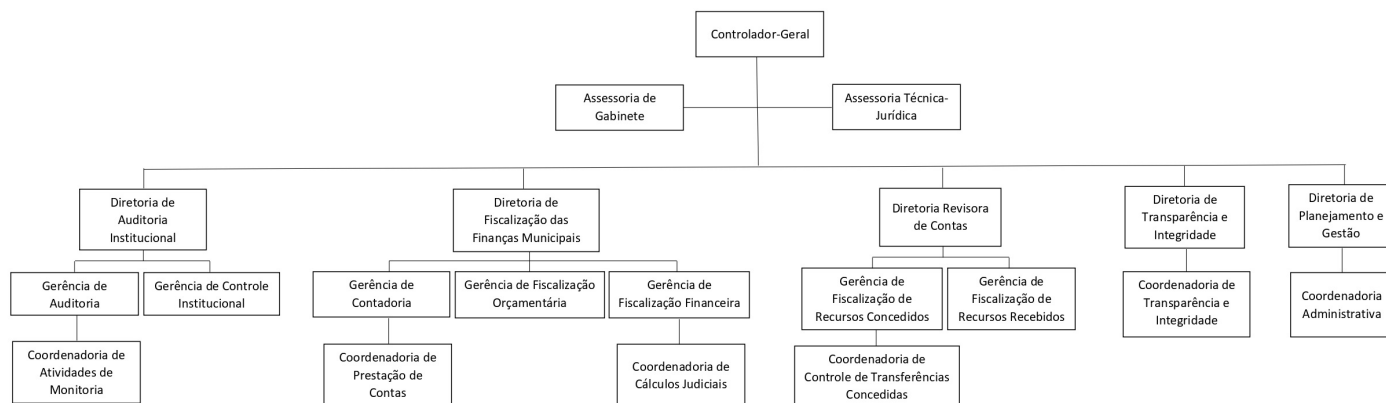 Controlador-Geral
Assessoria de
Gabinete
Assessoria Técnica-
Jurídica
Diretoria de
Auditoria
Institucional
Diretoria de
Fiscalização das
Finanças Municipais
Diretoria Revisora
de Contas
Diretoria de
Transparência e
Integridade
Diretoria de
Planejamento e
Gestão
Gerência de
Auditoria
Gerência de Controle
Institucional
Gerência de
Contadoria
Gerência de Fiscalização
Orçamentária
Gerência de
Fiscalização Financeira
Gerência de
Fiscalização de
Recursos Concedidos
Gerência de
Fiscalização de
Recursos Recebidos
Coordenadoria de
Transparência e
Integridade
Coordenadoria
Administrativa
Coordenadoria de
Atividades de
Monitoria
Coordenadoria de
Prestação de
Contas
Coordenadoria de
Cálculos Judiciais
Coordenadoria de
Controle de Transferências
Concedidas